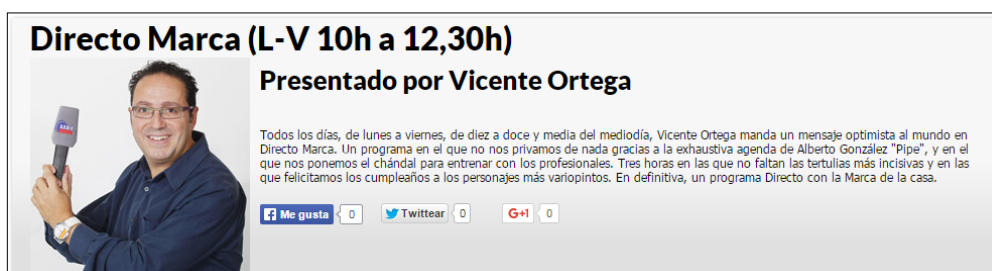 Directo Marca (L-V 10h a 12,30h)
Presentado por Vicente Ortega
Todos los días, de lunes a viernes, de diez a doce y media del mediodía, Vicente Ortega manda un mensaje optimista al mundo en
Directo Marca. Un programa en el que no nos privamos de nada gracias a la exhaustiva agenda de Alberto González "Pipe", y en el
que nos ponemos el chándal para entrenar con los profesionales. Tres horas en las que no faltan las tertulias más incisivas y en las
que felicitamos los cumpleaños a los personajes más variopintos. En definitiva, un programa Directo con la Marca de la casa.
Me gusta 0 Twittear 0 G+1 0